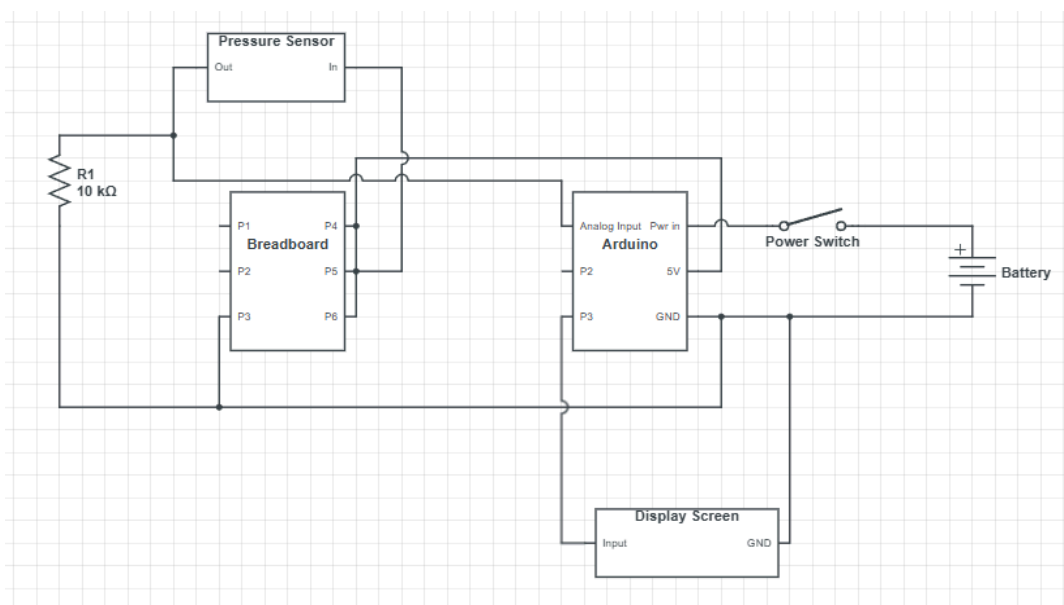 Pressure Sensor
Out In
R1
10 kΩ
P1 P4
Breadboard
P2 P5
P3 P6
Analog Input Pwr in
Arduino
P2 5V
P3 GND
Power Switch
+
Battery
Display Screen
Input GND